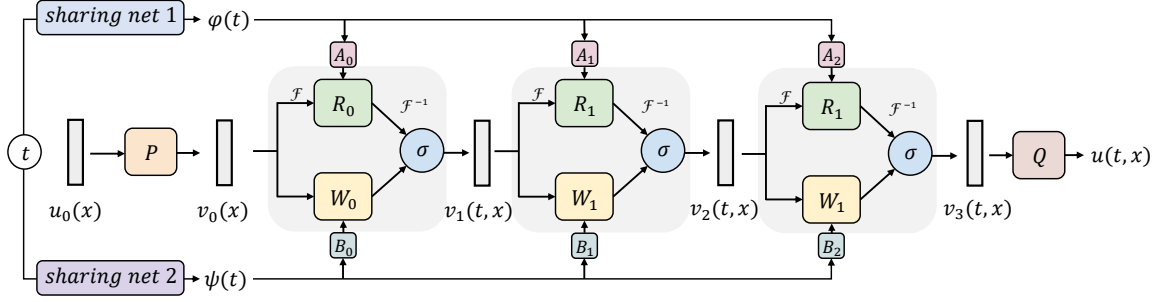 sharing net 1 φ(t)
A₀ A₁ A₂
ℱ R₀ ℱ⁻¹ ℱ R₁ ℱ⁻¹ ℱ R₁ ℱ⁻¹
t P σ σ σ Q u(t, x)
W₀ W₁ W₁
u₀(x) v₀(x) v₁(t, x) v₂(t, x) v₃(t, x)
B₀ B₁ B₂
sharing net 2 ψ(t)